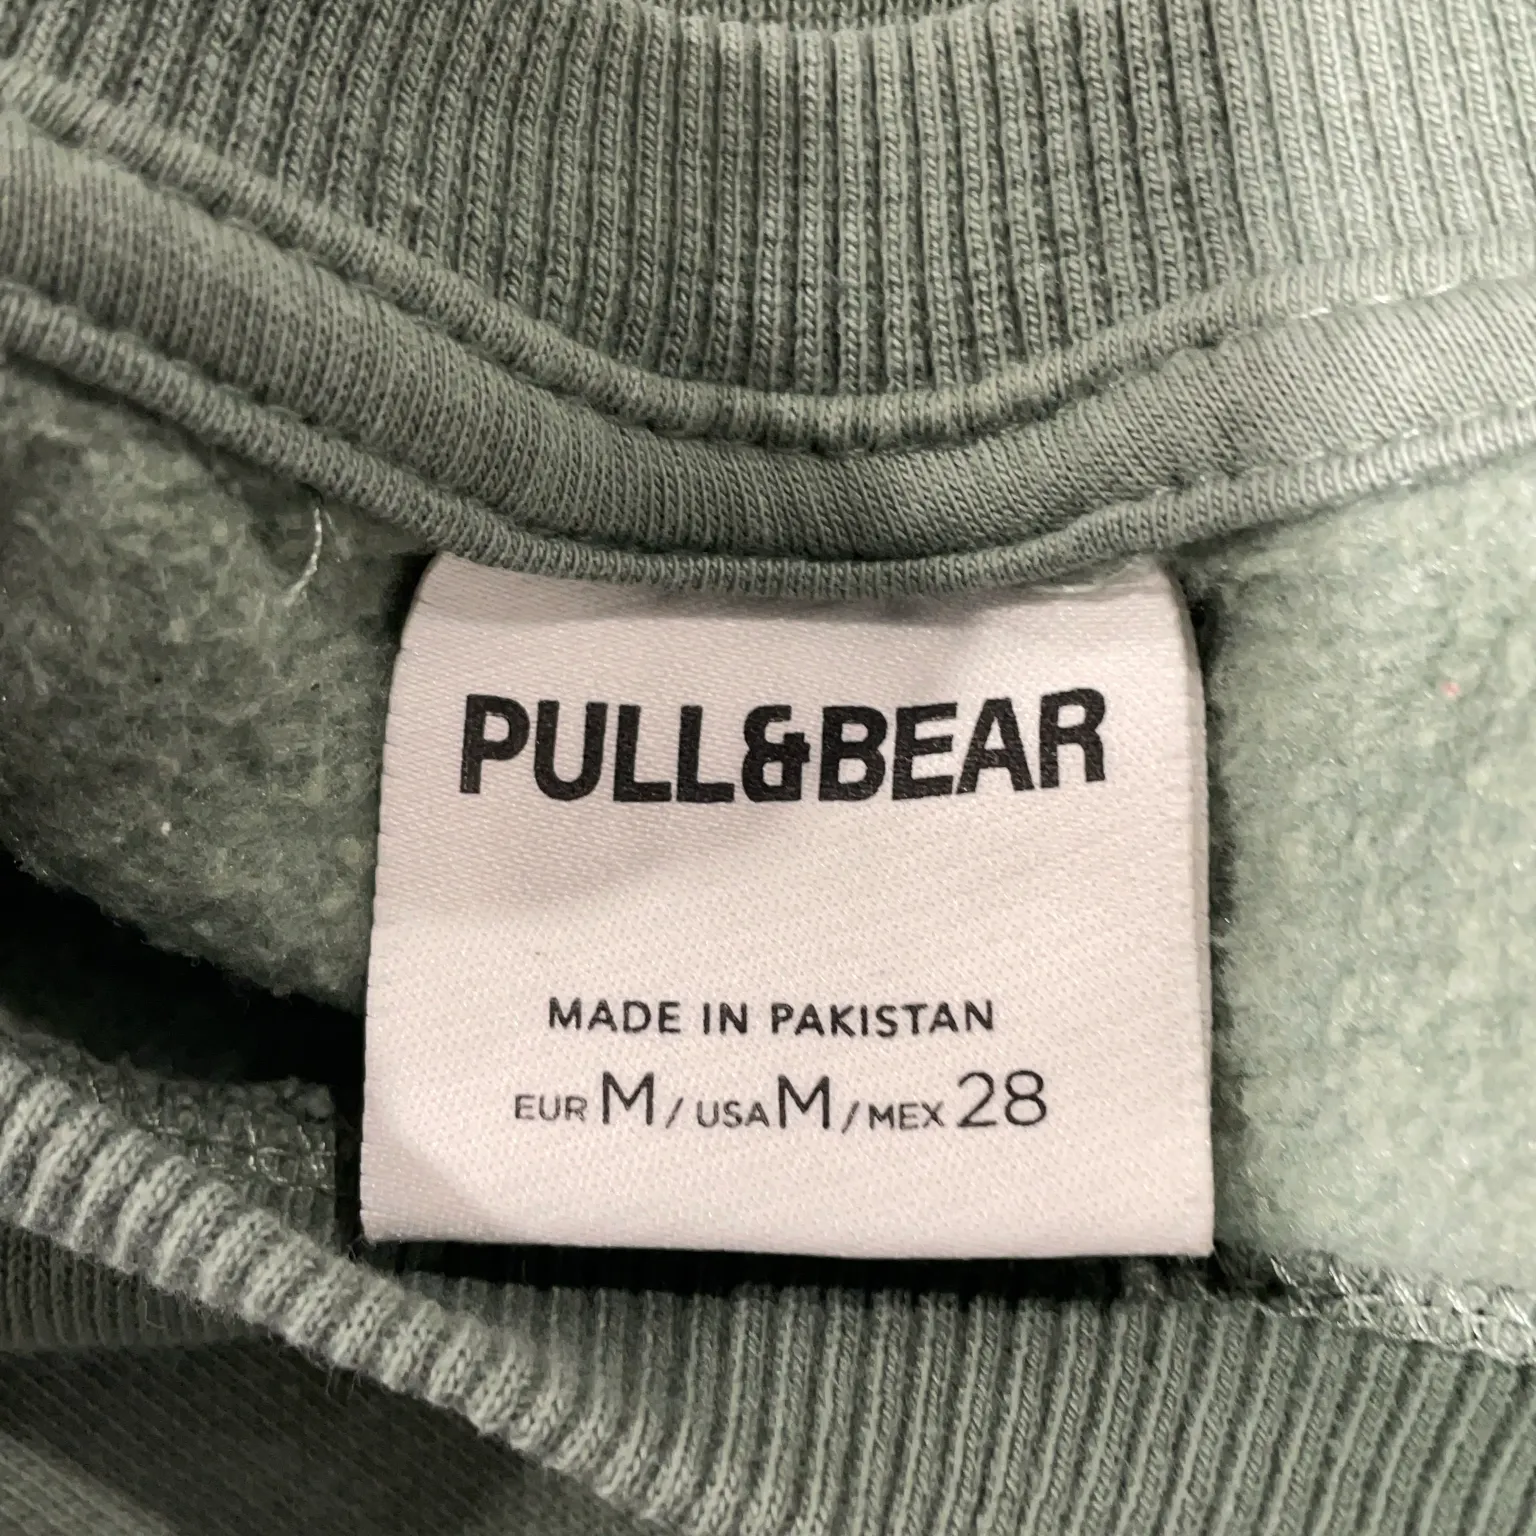 PULL&BEAR
MADE IN PAKISTAN
EUR M / USA M / MEX 28